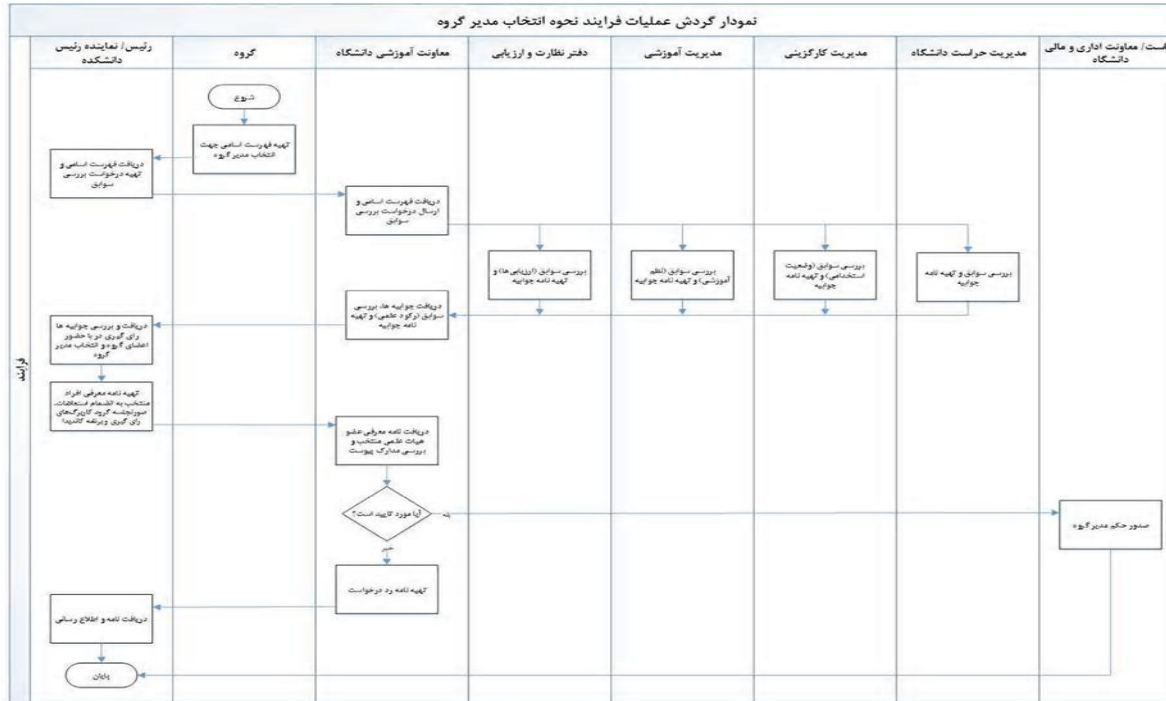 نمودار گردش عملیات فرایند نحوه انتخاب مدیر گروه
رئیس/ نماینده رئیس
دانشکده
گروه
معاونت آموزشی دانشگاه
دفتر نظارت و ارزیابی
مدیریت آموزشی
مدیریت کارگزینی
مدیریت حراست دانشگاه
است/ معاونت اداری و مالی
دانشگاه
فرایند
شروع
تهیه فهرست اسامی جهت
انتخاب مدیر گروه
دریافت فهرست اسامی و
تهیه درخواست بررسی
سوابق
دریافت فهرست اسامی و
ارسال درخواست بررسی
سوابق
بررسی سوابق (ارزیابی‌ها) و
تهیه نامه جوابیه
بررسی سوابق (نظم
آموزشی) و تهیه نامه جوابیه
بررسی سوابق (وضعیت
استخدامی) و تهیه نامه
جوابیه
بررسی سوابق و تهیه نامه
جوابیه
دریافت جوابیه ها، بررسی
سوابق (رکود علمی) و تهیه
نامه جوابیه
دریافت و بررسی جوابیه ها
رای گیری در با حضور
اعضای گروه و انتخاب مدیر
گروه
تهیه نامه معرفی افراد
منتخب به انضمام استعلامات،
صورتجلسه گروه، کاربرگ‌های
رای گیری و برنامه کاندیدا
دریافت نامه معرفی عضو
هیات علمی منتخب و
بررسی مدارک پیوست
آیا مورد تایید است؟
بله
خیر
صدور حکم مدیر گروه
تهیه نامه رد درخواست
دریافت نامه و اطلاع رسانی
پایان